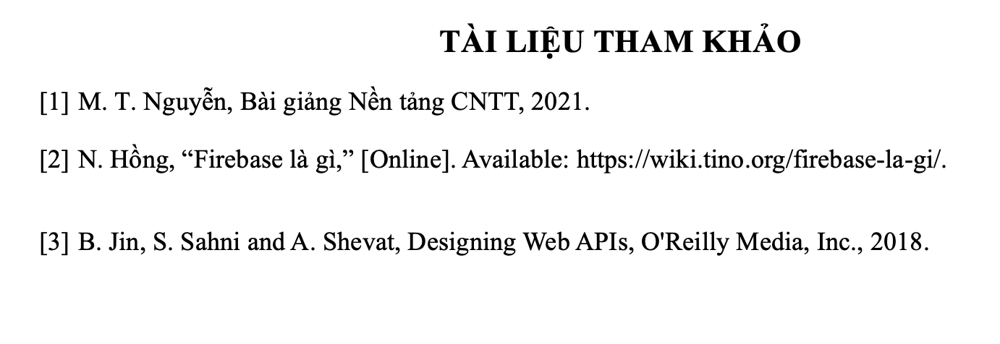 TÀI LIỆU THAM KHẢO
[1] M. T. Nguyễn, Bài giảng Nền tảng CNTT, 2021.
[2] N. Hồng, “Firebase là gì,” [Online]. Available: https://wiki.tino.org/firebase-la-gi/.
[3] B. Jin, S. Sahni and A. Shevat, Designing Web APIs, O'Reilly Media, Inc., 2018.